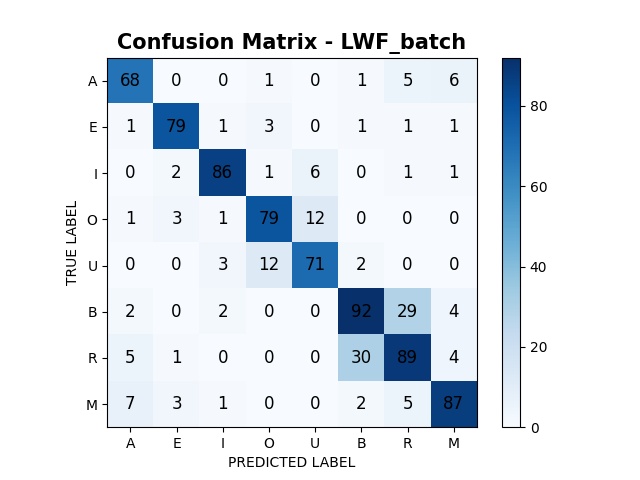 Confusion Matrix - LWF_batch
A 68 0 0 1 0 1 5 6
E 1 79 1 3 0 1 1 1
I 0 2 86 1 6 0 1 1
O 1 3 1 79 12 0 0 0
U 0 0 3 12 71 2 0 0
B 2 0 2 0 0 92 29 4
R 5 1 0 0 0 30 89 4
M 7 3 1 0 0 2 5 87
A E I O U B R M
TRUE LABEL
PREDICTED LABEL
80
60
40
20
0